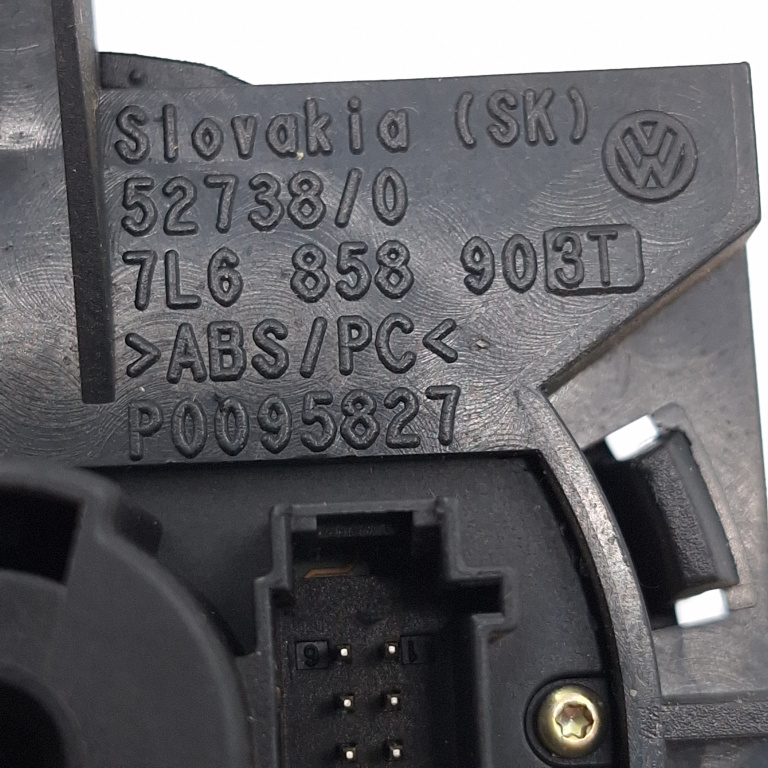 Slovakia (SK)
52738/0
7L6 858 903T
>ABS/PC<
P0095827
6 1